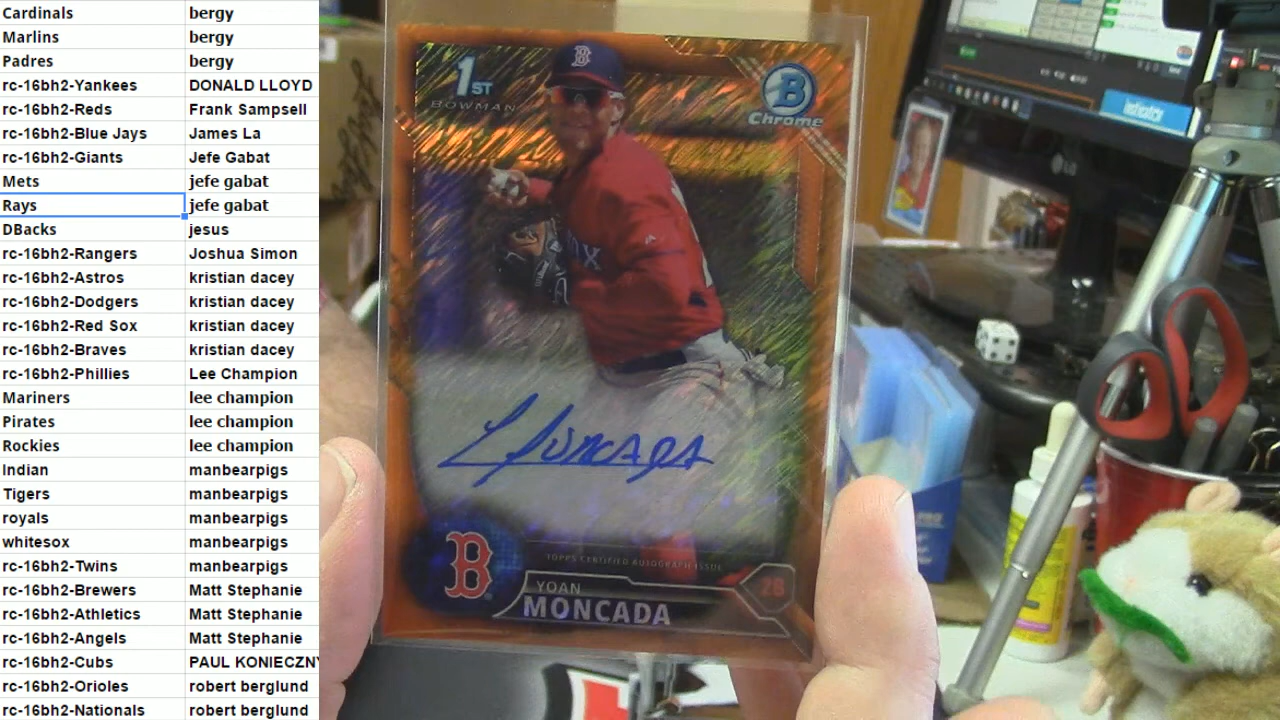 Cardinals bergy
Marlins bergy
Padres bergy
rc-16bh2-Yankees DONALD LLOYD
rc-16bh2-Reds Frank Sampsell
rc-16bh2-Blue Jays James La
rc-16bh2-Giants Jefe Gabat
Mets jefe gabat
Rays jefe gabat
DBacks jesus
rc-16bh2-Rangers Joshua Simon
rc-16bh2-Astros kristian dacey
rc-16bh2-Dodgers kristian dacey
rc-16bh2-Red Sox kristian dacey
rc-16bh2-Braves kristian dacey
rc-16bh2-Phillies Lee Champion
Mariners lee champion
Pirates lee champion
Rockies lee champion
Indian manbearpigs
Tigers manbearpigs
royals manbearpigs
whitesox manbearpigs
rc-16bh2-Twins manbearpigs
rc-16bh2-Brewers Matt Stephanie
rc-16bh2-Athletics Matt Stephanie
rc-16bh2-Angels Matt Stephanie
rc-16bh2-Cubs PAUL KONIECZNY
rc-16bh2-Orioles robert berglund
rc-16bh2-Nationals robert berglund
1ST
BOWMAN
B
B
Chrome
OX
Y Moncada
TOPPS CERTIFIED AUTOGRAPH ISSUE
B
YOAN
MONCADA
2B
LG